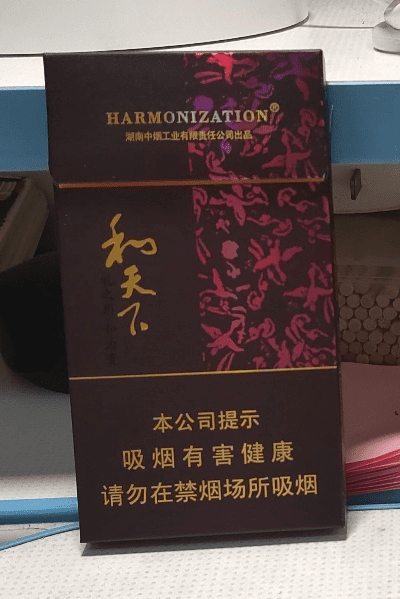 HARMONIZATION®
湖南中烟工业有限责任公司出品
和天下
本公司提示
吸烟有害健康
请勿在禁烟场所吸烟